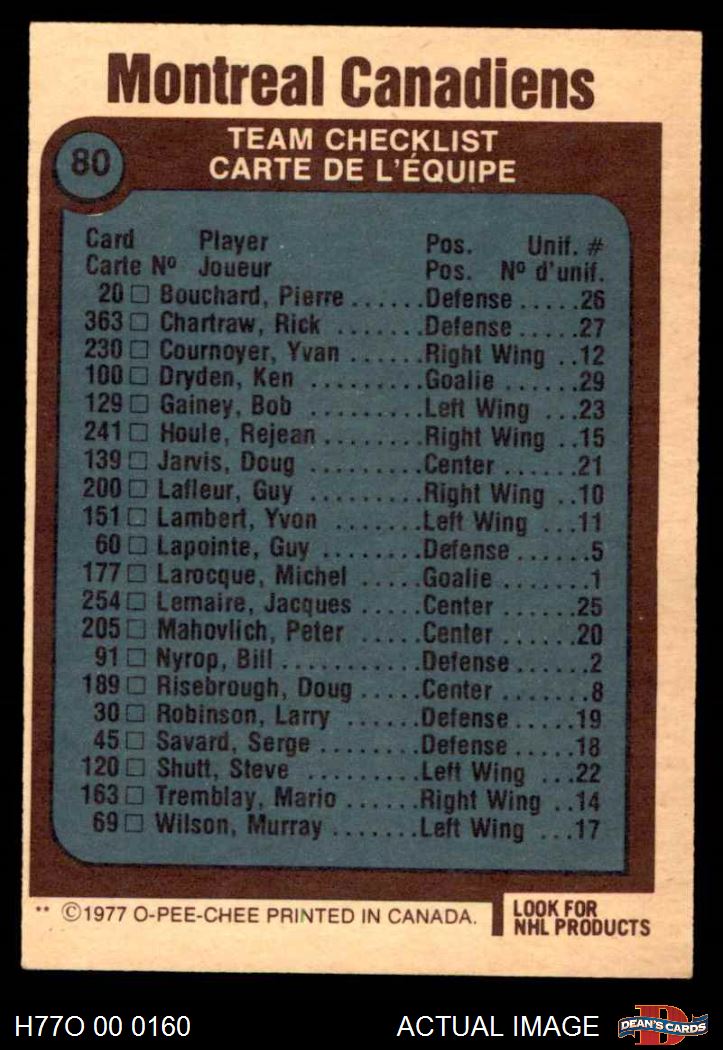 Montreal Canadiens
80
TEAM CHECKLIST
CARTE DE L'ÉQUIPE
Card Player Pos. Unif. #
Carte Nº Joueur Pos. Nº d'unif.
20 □ Bouchard, Pierre ......Defense .....26
363 □ Chartraw, Rick .......Defense .....27
230 □ Cournoyer, Yvan ......Right Wing ..12
100 □ Dryden, Ken .........Goalie ......29
129 □ Gainey, Bob .........Left Wing ...23
241 □ Houle, Rejean ........Right Wing ..15
139 □ Jarvis, Doug .........Center ......21
200 □ Lafleur, Guy .........Right Wing ..10
151 □ Lambert, Yvon .......Left Wing ...11
60 □ Lapointe, Guy ........Defense ......5
177 □ Larocque, Michel .....Goalie .......1
254 □ Lemaire, Jacques .....Center ......25
205 □ Mahovlich, Peter .....Center ......20
91 □ Nyrop, Bill ...........Defense ......2
189 □ Risebrough, Doug .....Center .......8
30 □ Robinson, Larry ......Defense .....19
45 □ Savard, Serge ........Defense .....18
120 □ Shutt, Steve .........Left Wing ...22
163 □ Tremblay, Mario ......Right Wing ..14
69 □ Wilson, Murray .......Left Wing ...17
** ©1977 O-PEE-CHEE PRINTED IN CANADA.
LOOK FOR
NHL PRODUCTS
H77O 00 0160
ACTUAL IMAGE
D
DEAN'S CARDS